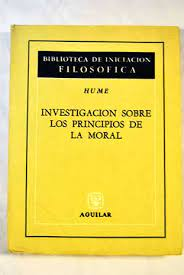 BIBLIOTECA DE INICIACION
FILOSOFICA
HUME
INVESTIGACION SOBRE
LOS PRINCIPIOS DE
LA MORAL
AGUILAR